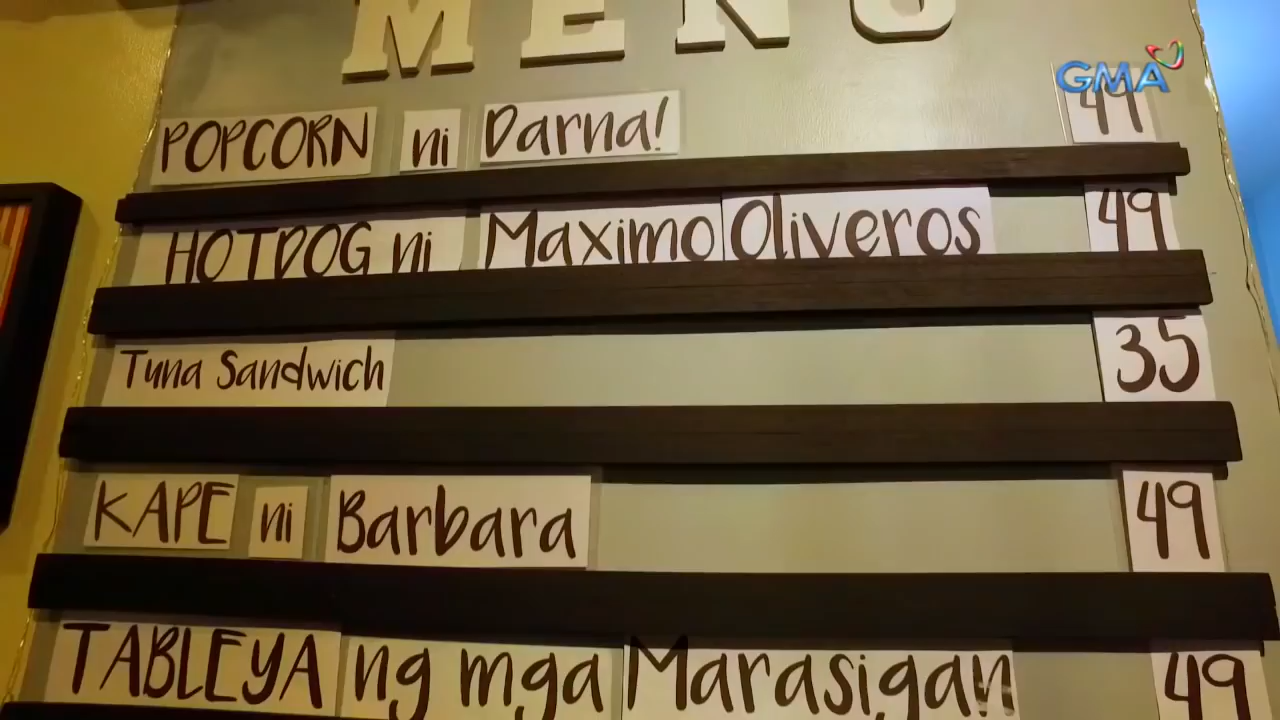 MENU
GMA
POPCORN ni Darna! 49
HOTDOG ni Maximo Oliveros 49
Tuna Sandwich 35
KAPE ni Barbara 49
TABLEYA ng mga Marasigan 49